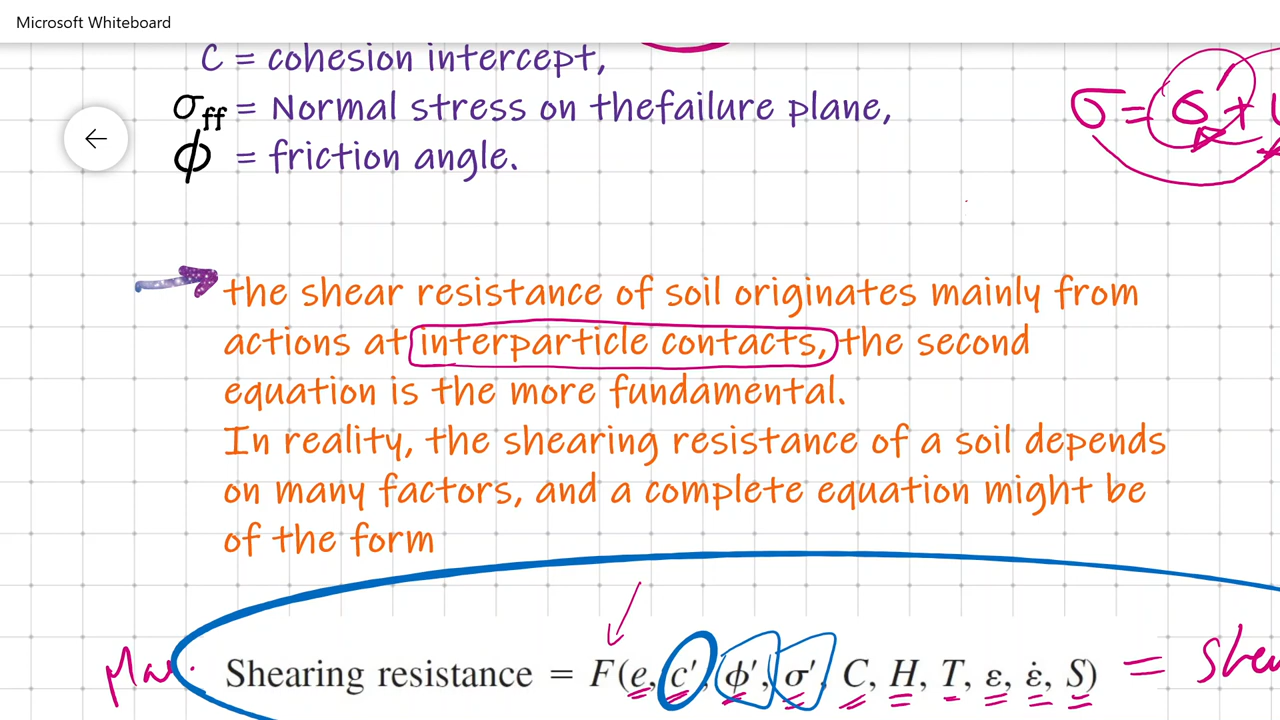 Microsoft Whiteboard
C = cohesion intercept,
σff = Normal stress on thefailure plane,
ϕ = friction angle.
σ = σ' +
the shear resistance of soil originates mainly from
actions at interparticle contacts, the second
equation is the more fundamental.
In reality, the shearing resistance of a soil depends
on many factors, and a complete equation might be
of the form
Shearing resistance = F(e, c′, ϕ′, σ′, C, H, T, ε, ε̇, S) =